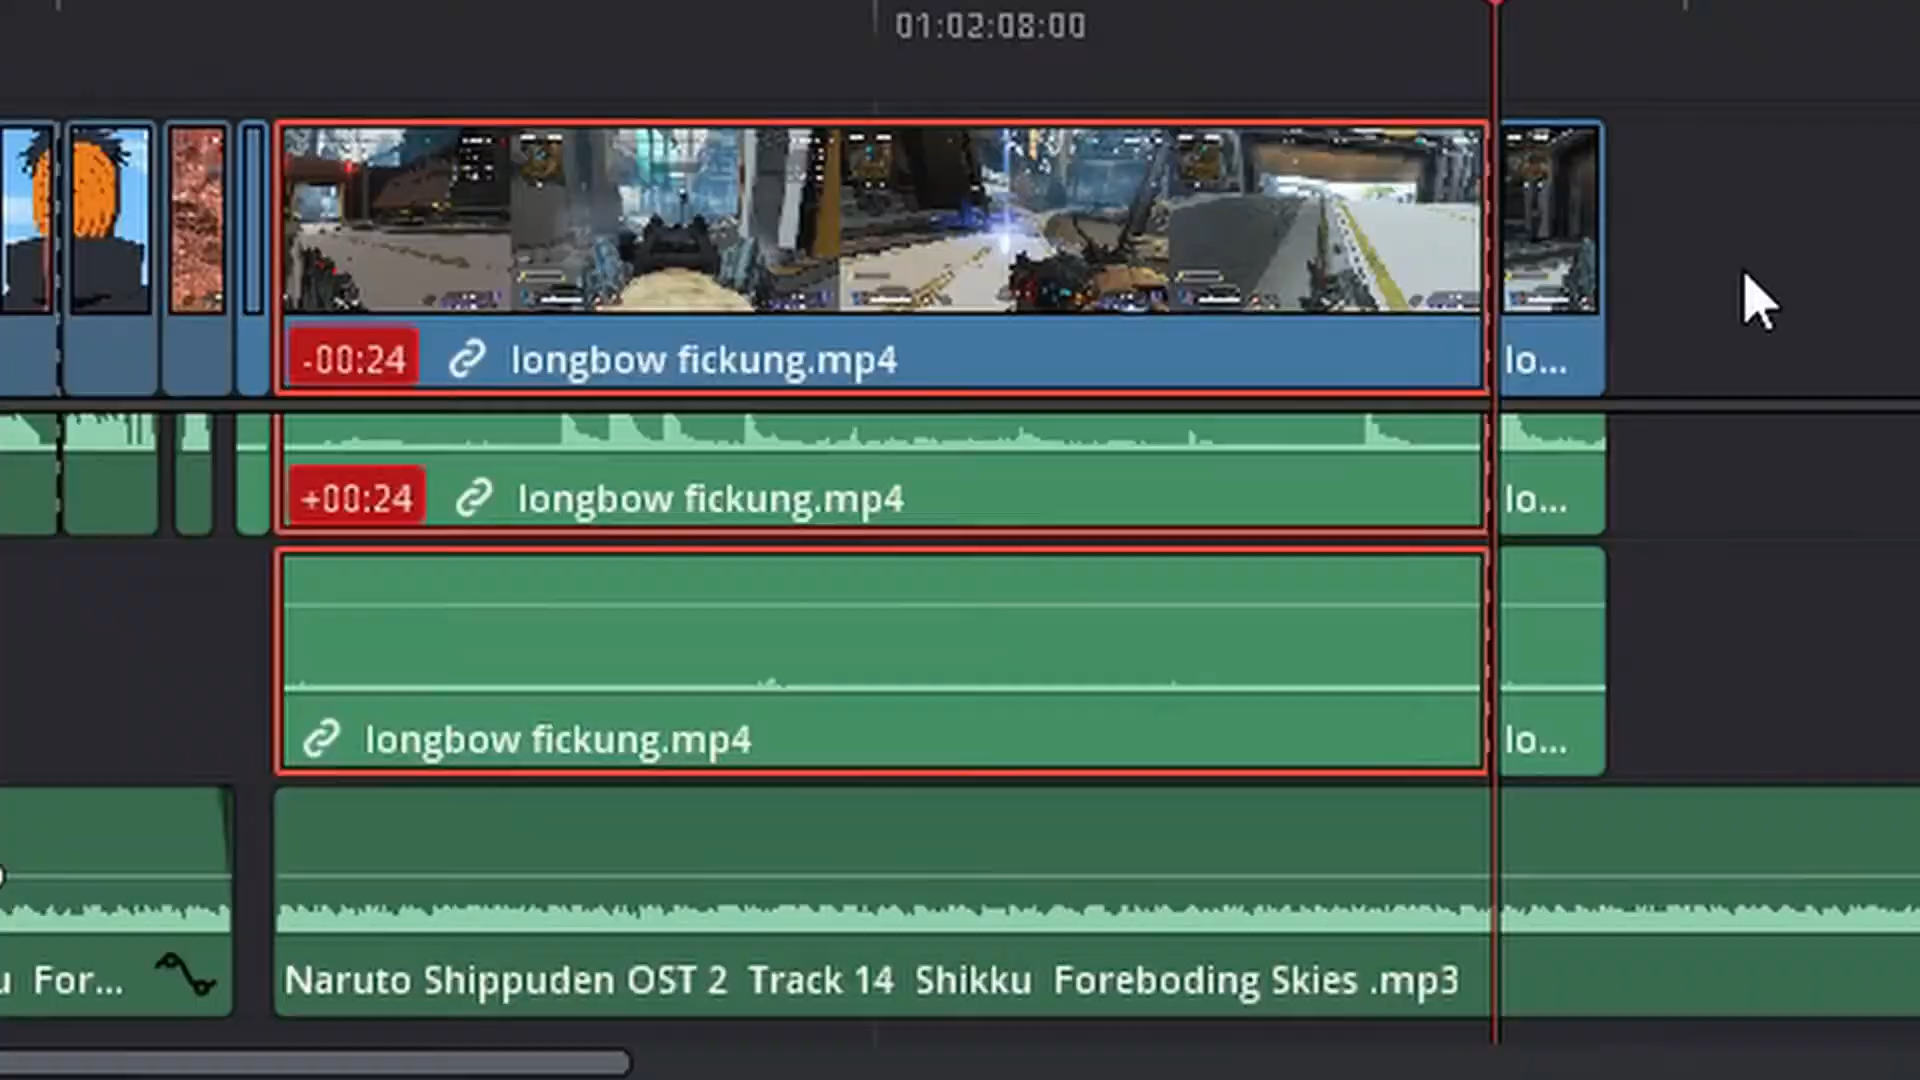 01:02:08:00
-00:24 longbow fickung.mp4 lo...
+00:24 longbow fickung.mp4 lo...
longbow fickung.mp4 lo...
u For... Naruto Shippuden OST 2 Track 14 Shikku Foreboding Skies .mp3